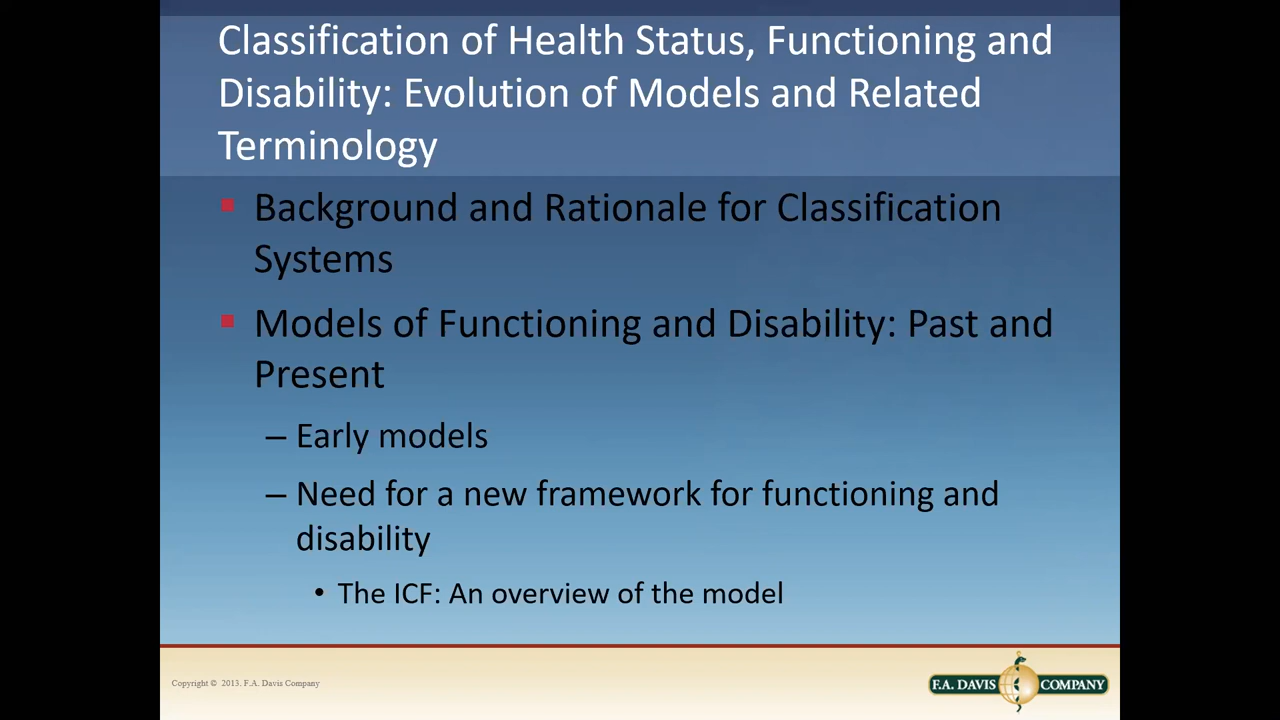 Classification of Health Status, Functioning and
Disability: Evolution of Models and Related
Terminology
Background and Rationale for Classification
Systems
Models of Functioning and Disability: Past and
Present
– Early models
– Need for a new framework for functioning and
disability
• The ICF: An overview of the model
Copyright © 2013. F.A. Davis Company
F.A. DAVIS COMPANY